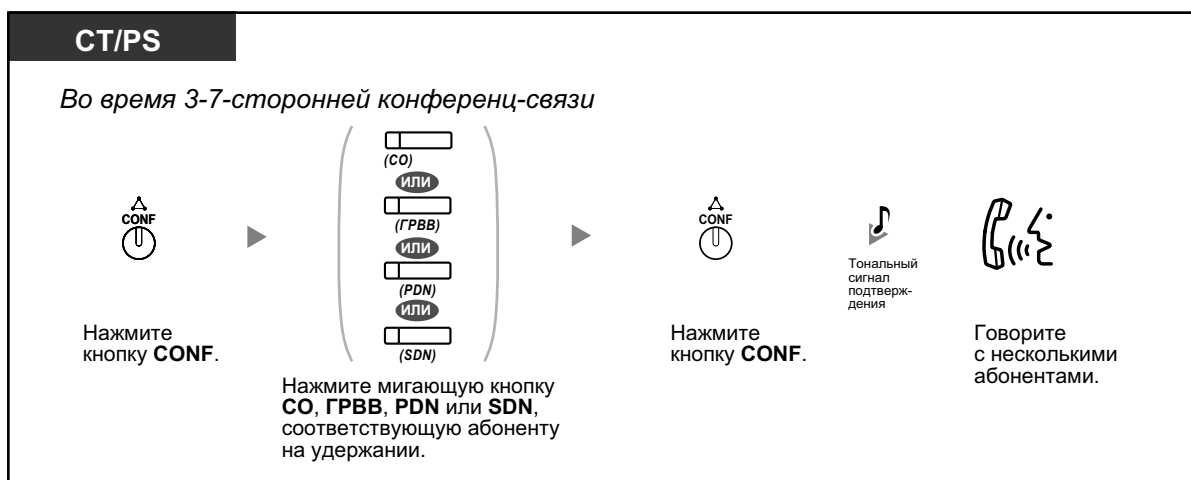 CT/PS
Во время 3-7-сторонней конференц-связи
CONF
Нажмите
кнопку CONF.
(CO)
ИЛИ
(ГРВВ)
ИЛИ
(PDN)
ИЛИ
(SDN)
Нажмите мигающую кнопку
CO, ГРВВ, PDN или SDN,
соответствующую абоненту
на удержании.
CONF
Нажмите
кнопку CONF.
Тональный
сигнал
подтверж-
дения
Говорите
с несколькими
абонентами.